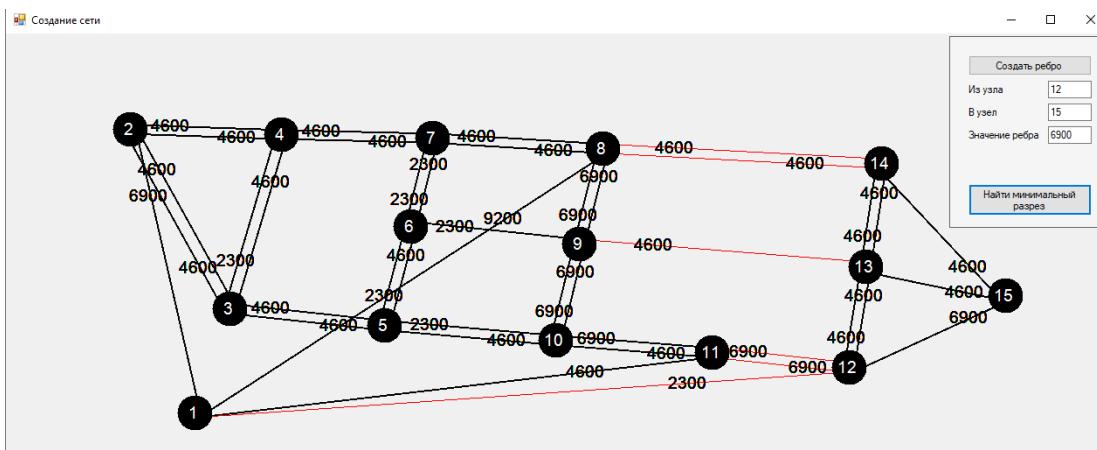 Создание сети
Создать ребро
Из узла 12
В узел 15
Значение ребра 6900
Найти минимальный
разрез
2 4600 4600 4 4600 4600 7 4600 4600 8 4600 4600 14
4600 6900 4600 2300 6900 4600
2300 6900 4600
6 2300 9200 9 4600 13
4600 2300 4600 6900 4600 4600 4600 15
3 4600 4600 2300 5 2300 4600 6900 10 6900 4600 11 6900 6900 4600 12 6900
4600 2300
1